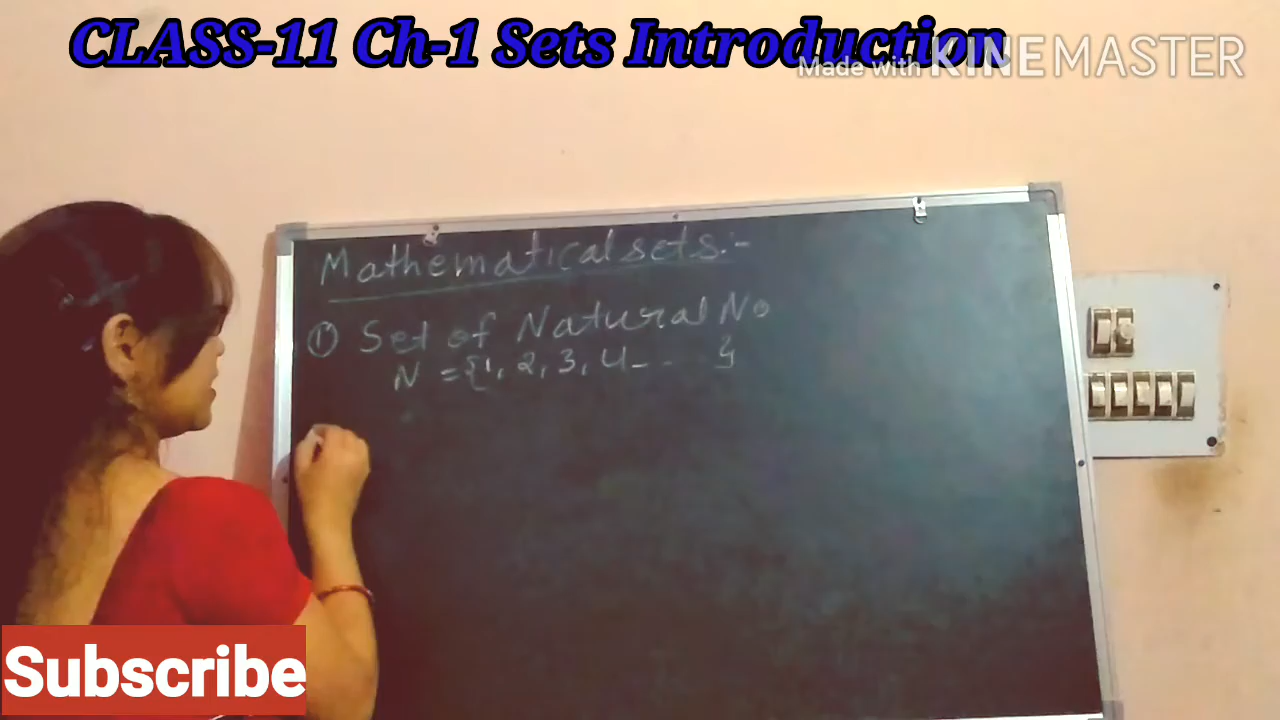 CLASS-11 Ch-1 Sets Introduction
Made with KINEMASTER
Mathematical sets:-
① Set of Natural No
N = {1, 2, 3, 4 - - - }
Subscribe